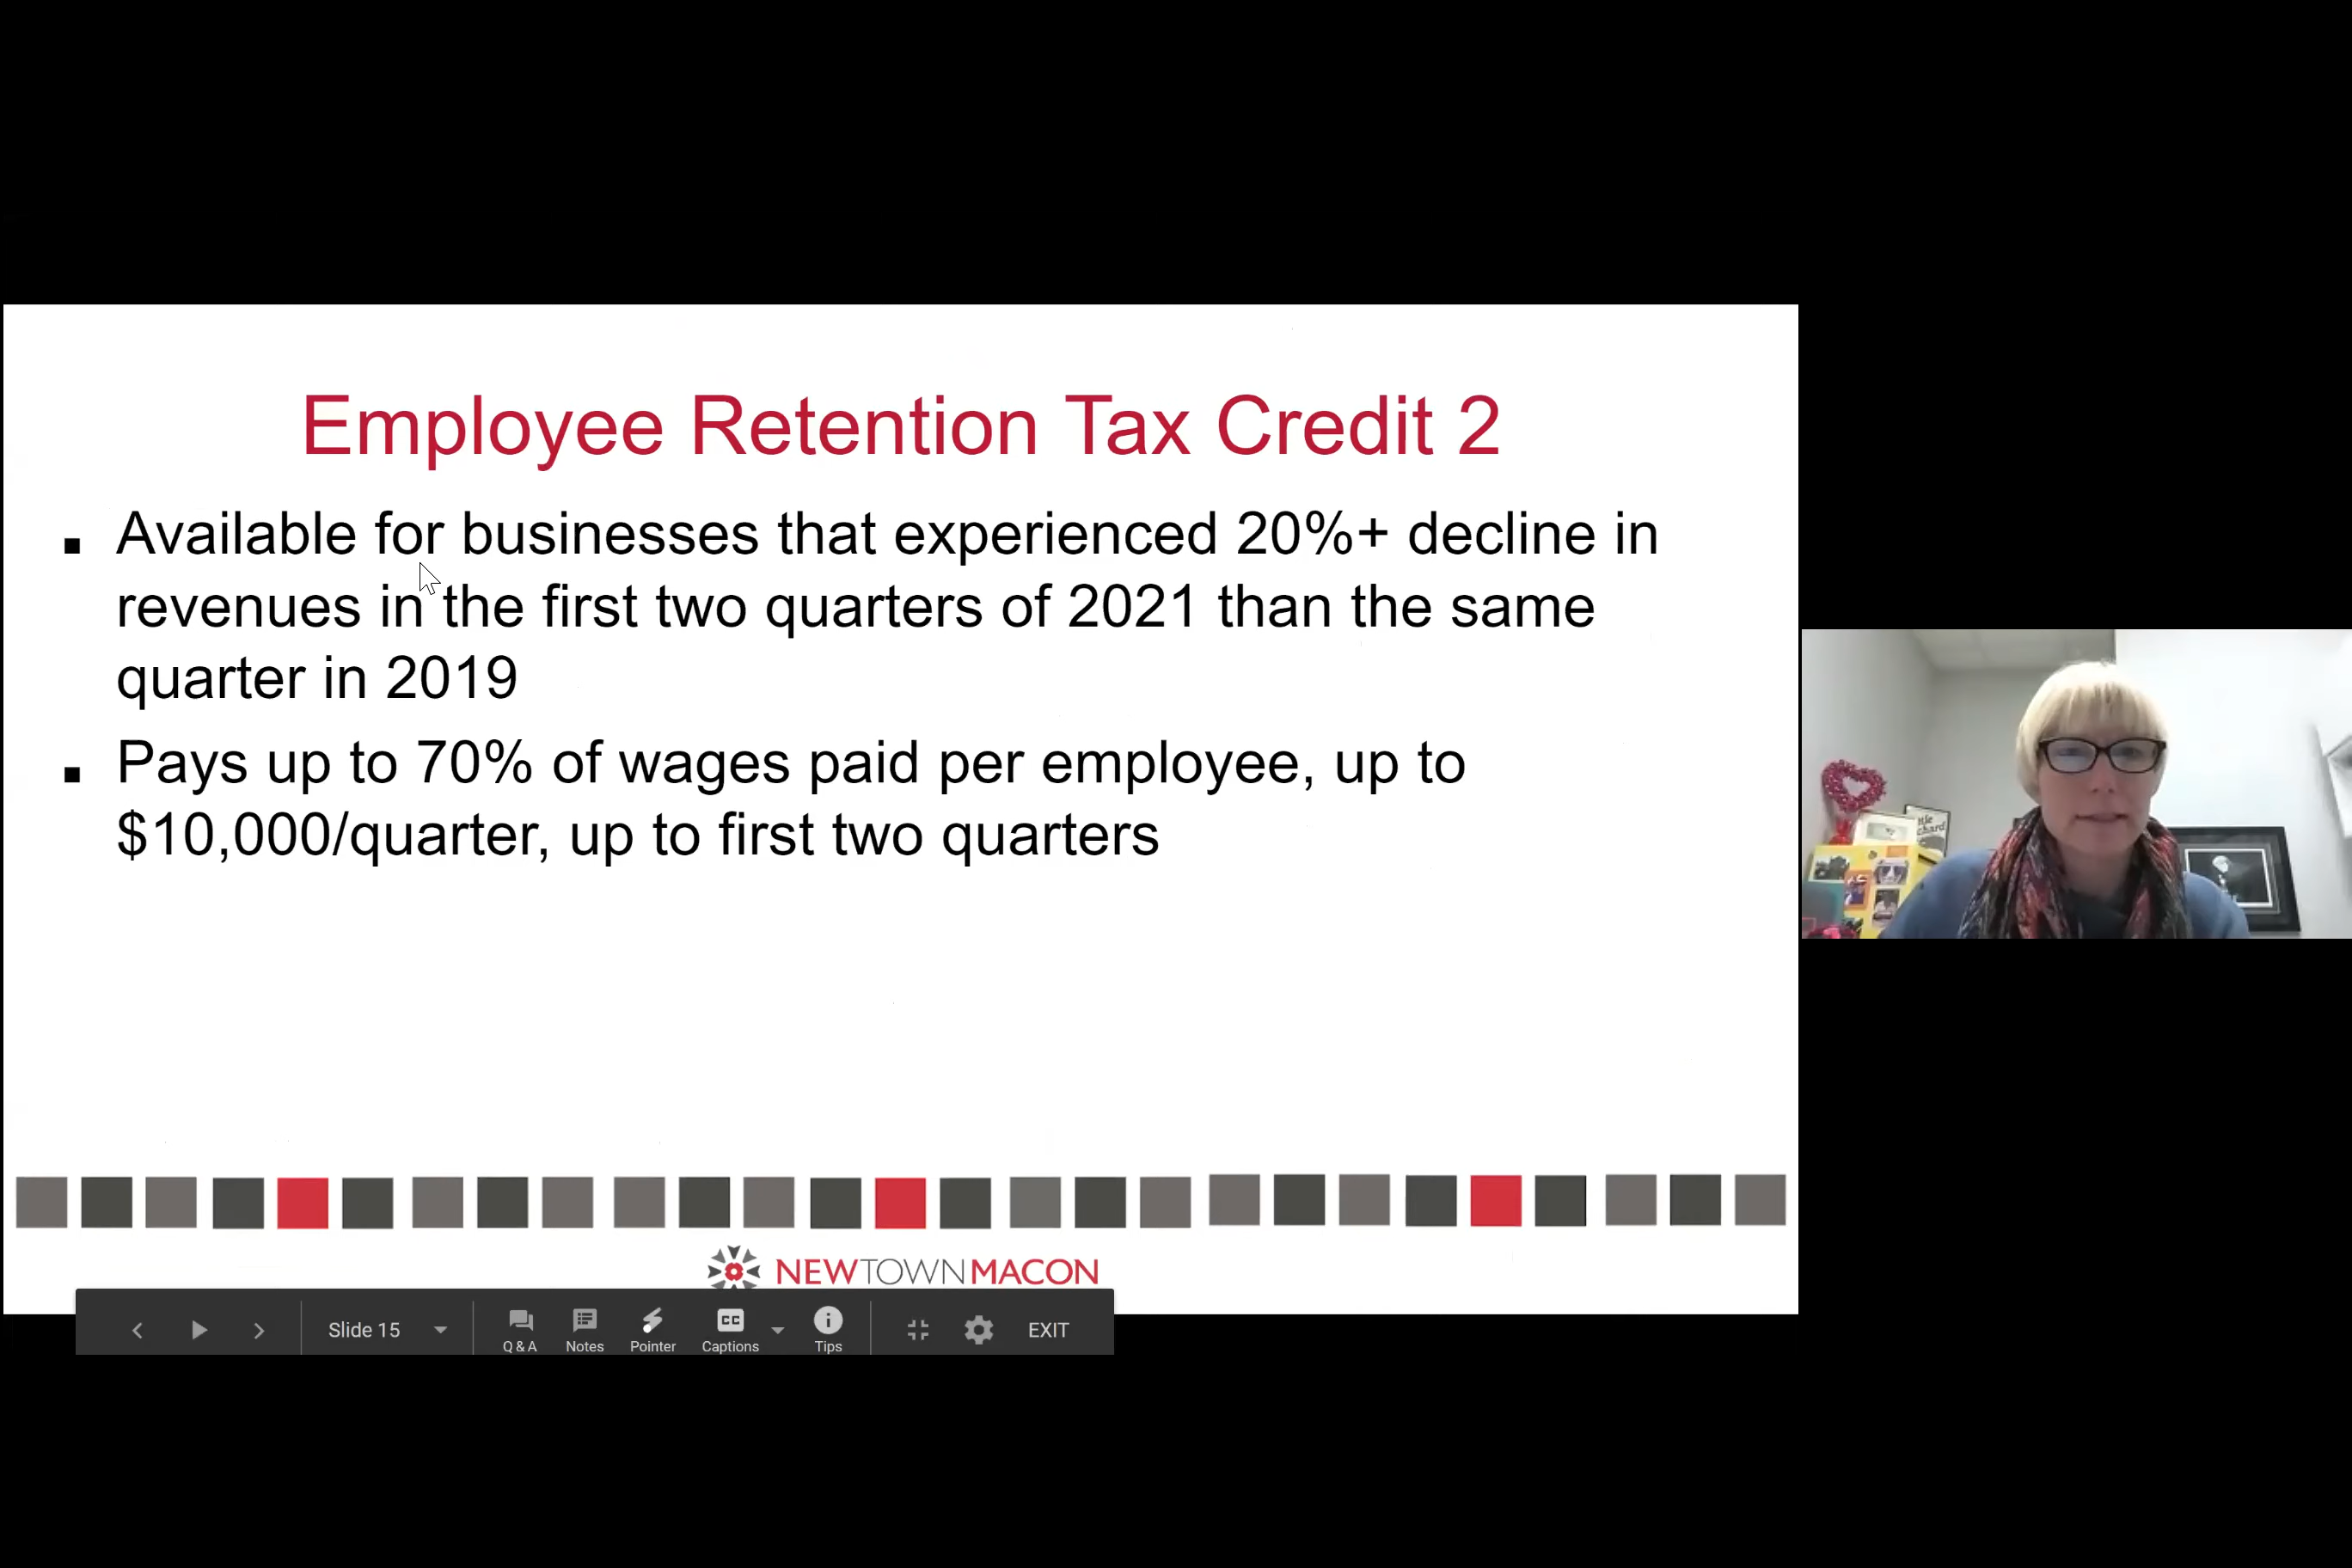 Employee Retention Tax Credit 2
Available for businesses that experienced 20%+ decline in
revenues in the first two quarters of 2021 than the same
quarter in 2019
Pays up to 70% of wages paid per employee, up to
$10,000/quarter, up to first two quarters
NEWTOWNMACON
Slide 15
Q & A
Notes
Pointer
CC
Captions
Tips
EXIT